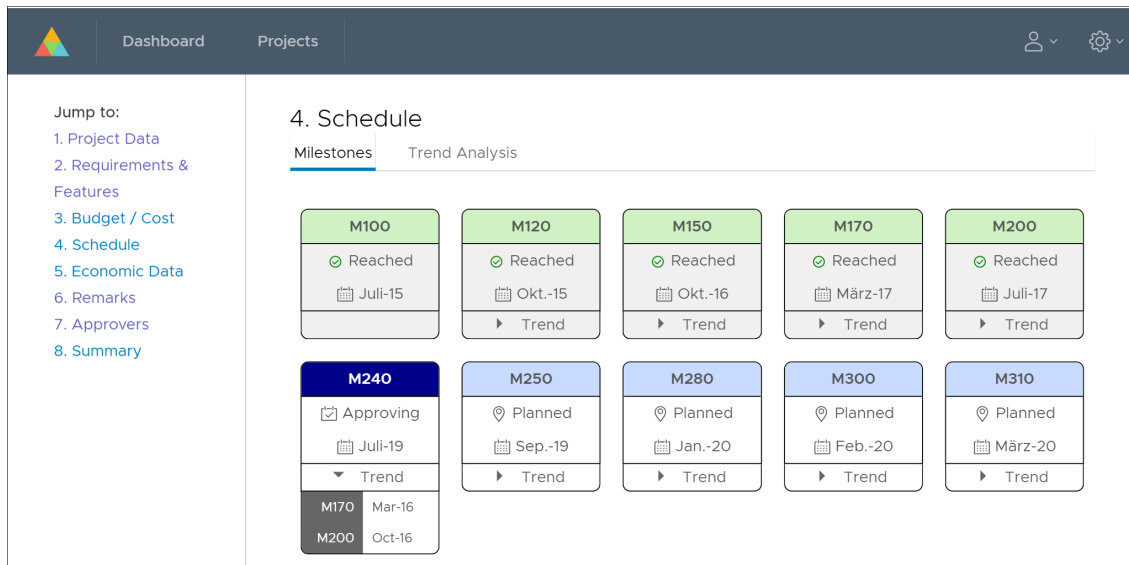 Dashboard Projects
Jump to:
1. Project Data
2. Requirements &
Features
3. Budget / Cost
4. Schedule
5. Economic Data
6. Remarks
7. Approvers
8. Summary
4. Schedule
Milestones Trend Analysis
M100 M120 M150 M170 M200
Reached Reached Reached Reached Reached
Juli-15 Okt.-15 Okt.-16 März-17 Juli-17
Trend Trend Trend Trend
M240 M250 M280 M300 M310
Approving Planned Planned Planned Planned
Juli-19 Sep.-19 Jan.-20 Feb.-20 März-20
Trend Trend Trend Trend Trend
M170 Mar-16
M200 Oct-16